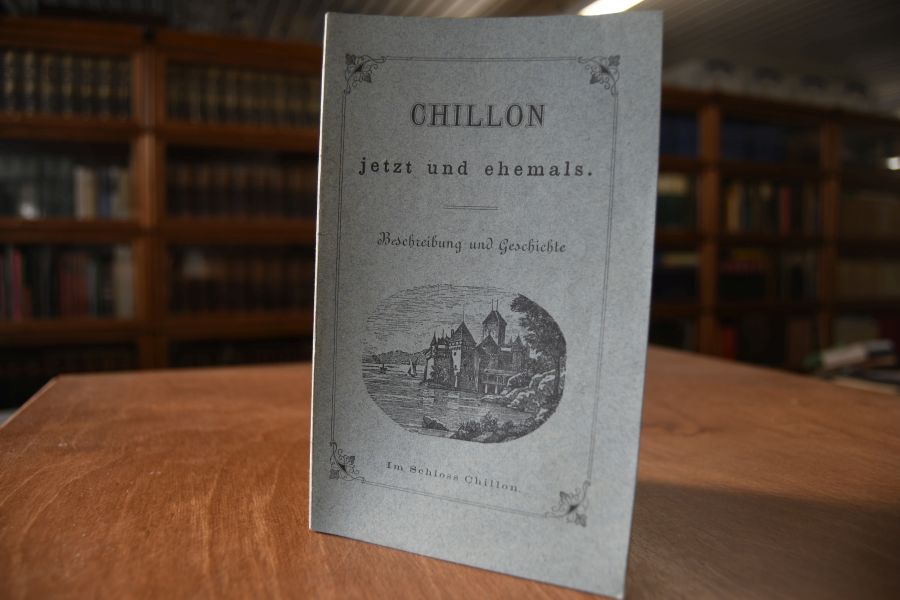 CHILLON
jetzt und ehemals.
Beschreibung und Geschichte
Im Schloss Chillon.